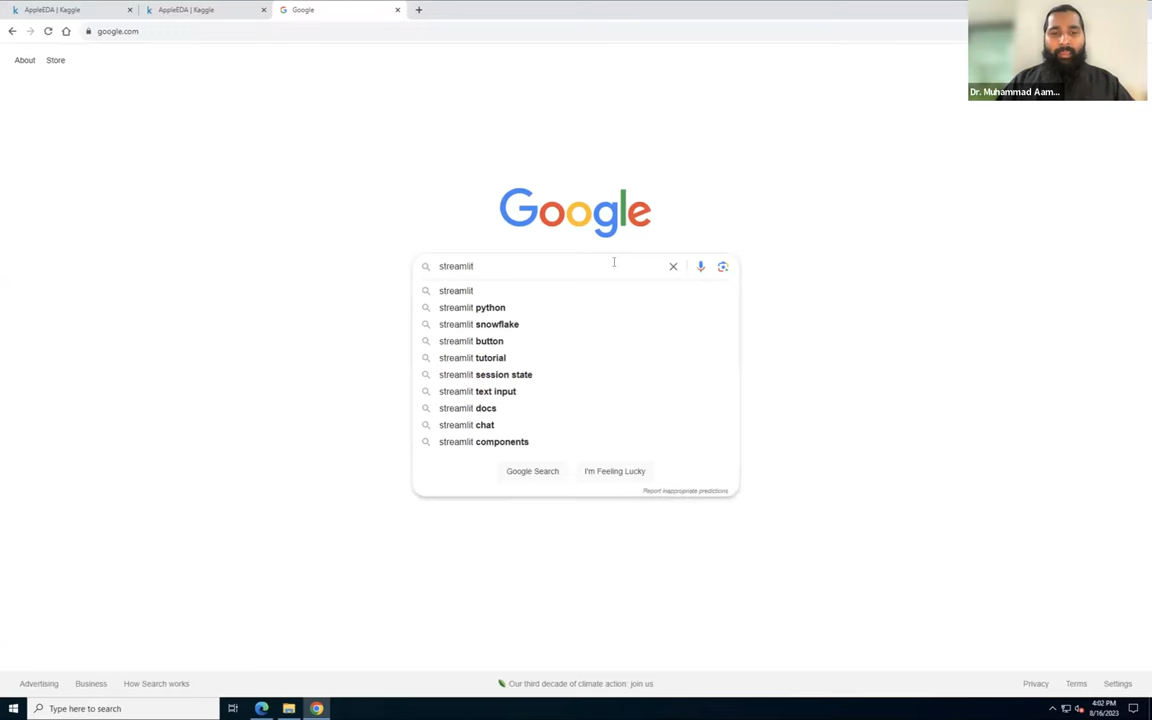 AppleEDA | Kaggle
AppleEDA | Kaggle
Google
google.com
About
Store
Dr. Muhammad Aam...
Google
streamlit
streamlit
streamlit python
streamlit snowflake
streamlit button
streamlit tutorial
streamlit session state
streamlit text input
streamlit docs
streamlit chat
streamlit components
Google Search
I'm Feeling Lucky
Report inappropriate predictions
Advertising
Business
How Search works
Our third decade of climate action: join us
Privacy
Terms
Settings
Type here to search
4:02 PM
8/16/2023